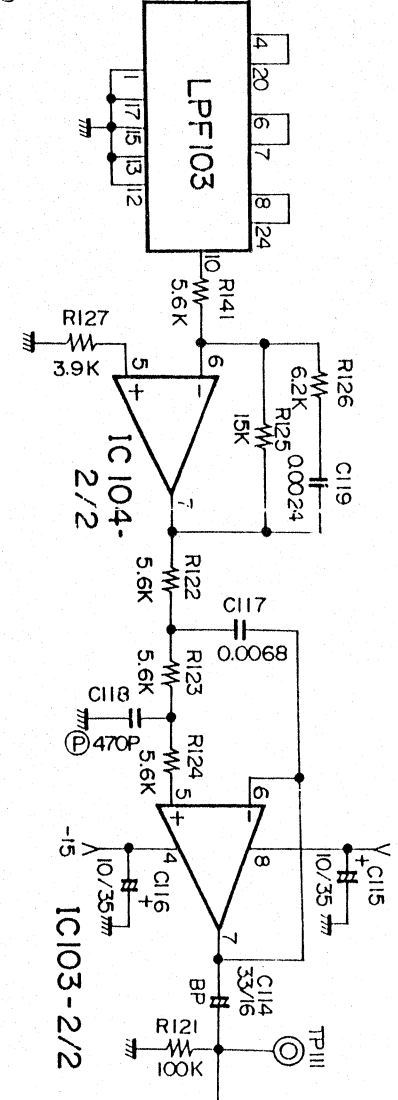 4
20
1
17
15
13
12
LPF103
6
7
8
24
10
R141
5.6K
R127
3.9K
5
6
+
-
IC104-
2/2
7
R126
6.2K
R125
15K
C119
0.0024
R122
5.6K
C117
0.0068
R123
5.6K
C118
P 470P
R124
5.6K
5
6
+
-
4
8
-15
C116
10/35
+
+
C115
10/35
IC103-2/2
7
C114
33/16
BP
R121
100K
TP111